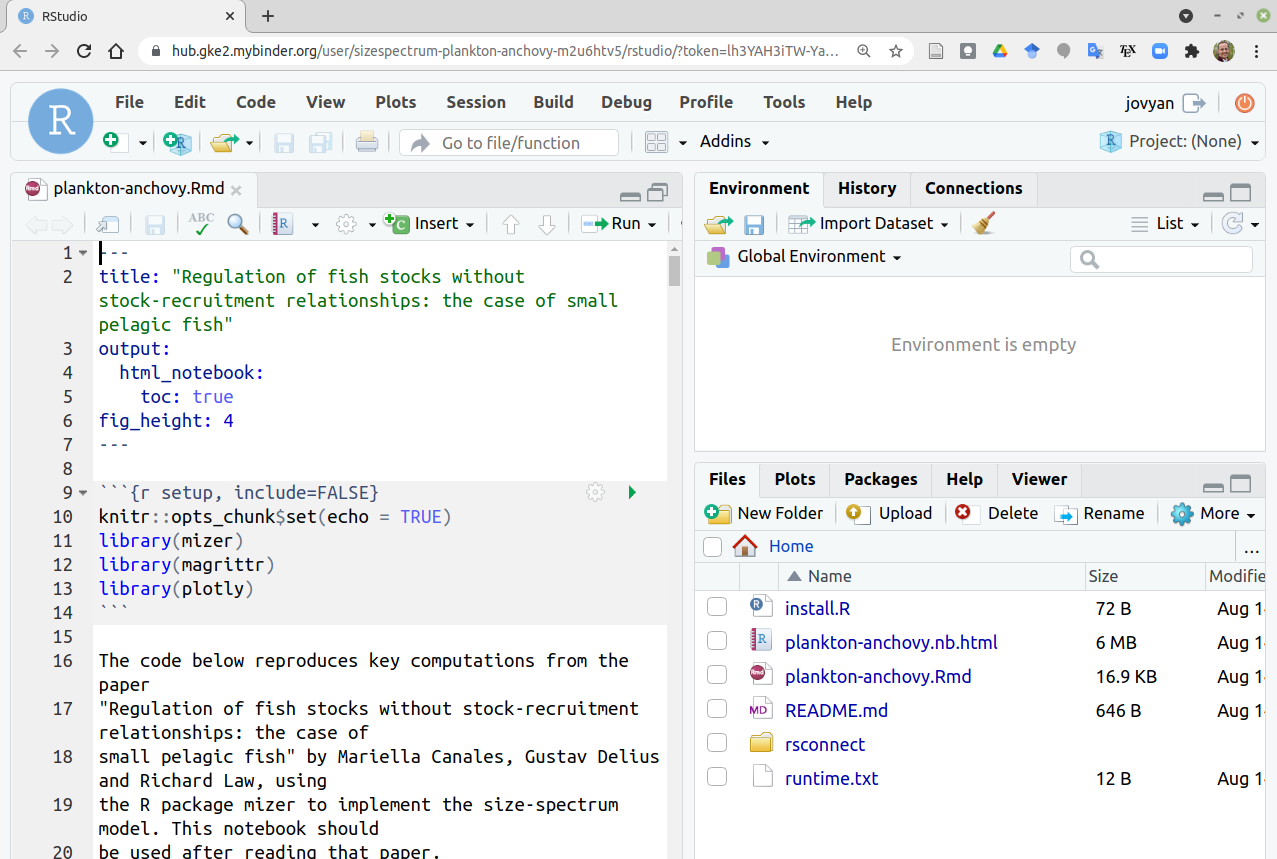 RStudio
hub.gke2.mybinder.org/user/sizespectrum-plankton-anchovy-m2u6htv5/rstudio/?token=lh3YAH3iTW-Ya...
File Edit Code View Plots Session Build Debug Profile Tools Help
jovyan
Go to file/function
Addins
Project: (None)
plankton-anchovy.Rmd
ABC
Insert
Run
1 ---
2 title: "Regulation of fish stocks without
stock-recruitment relationships: the case of small
pelagic fish"
3 output:
4 html_notebook:
5 toc: true
6 fig_height: 4
7 ---
8
9 ```{r setup, include=FALSE}
10 knitr::opts_chunk$set(echo = TRUE)
11 library(mizer)
12 library(magrittr)
13 library(plotly)
14 ```
15
16 The code below reproduces key computations from the
paper
17 "Regulation of fish stocks without stock-recruitment
relationships: the case of
18 small pelagic fish" by Mariella Canales, Gustav Delius
and Richard Law, using
19 the R package mizer to implement the size-spectrum
model. This notebook should
20 be used after reading that paper.
Environment History Connections
Import Dataset
List
Global Environment
Environment is empty
Files Plots Packages Help Viewer
New Folder Upload Delete Rename More
Home
...
Name Size Modifie
install.R 72 B Aug 1
plankton-anchovy.nb.html 6 MB Aug 1
plankton-anchovy.Rmd 16.9 KB Aug 1
README.md 646 B Aug 1
rsconnect
runtime.txt 12 B Aug 1